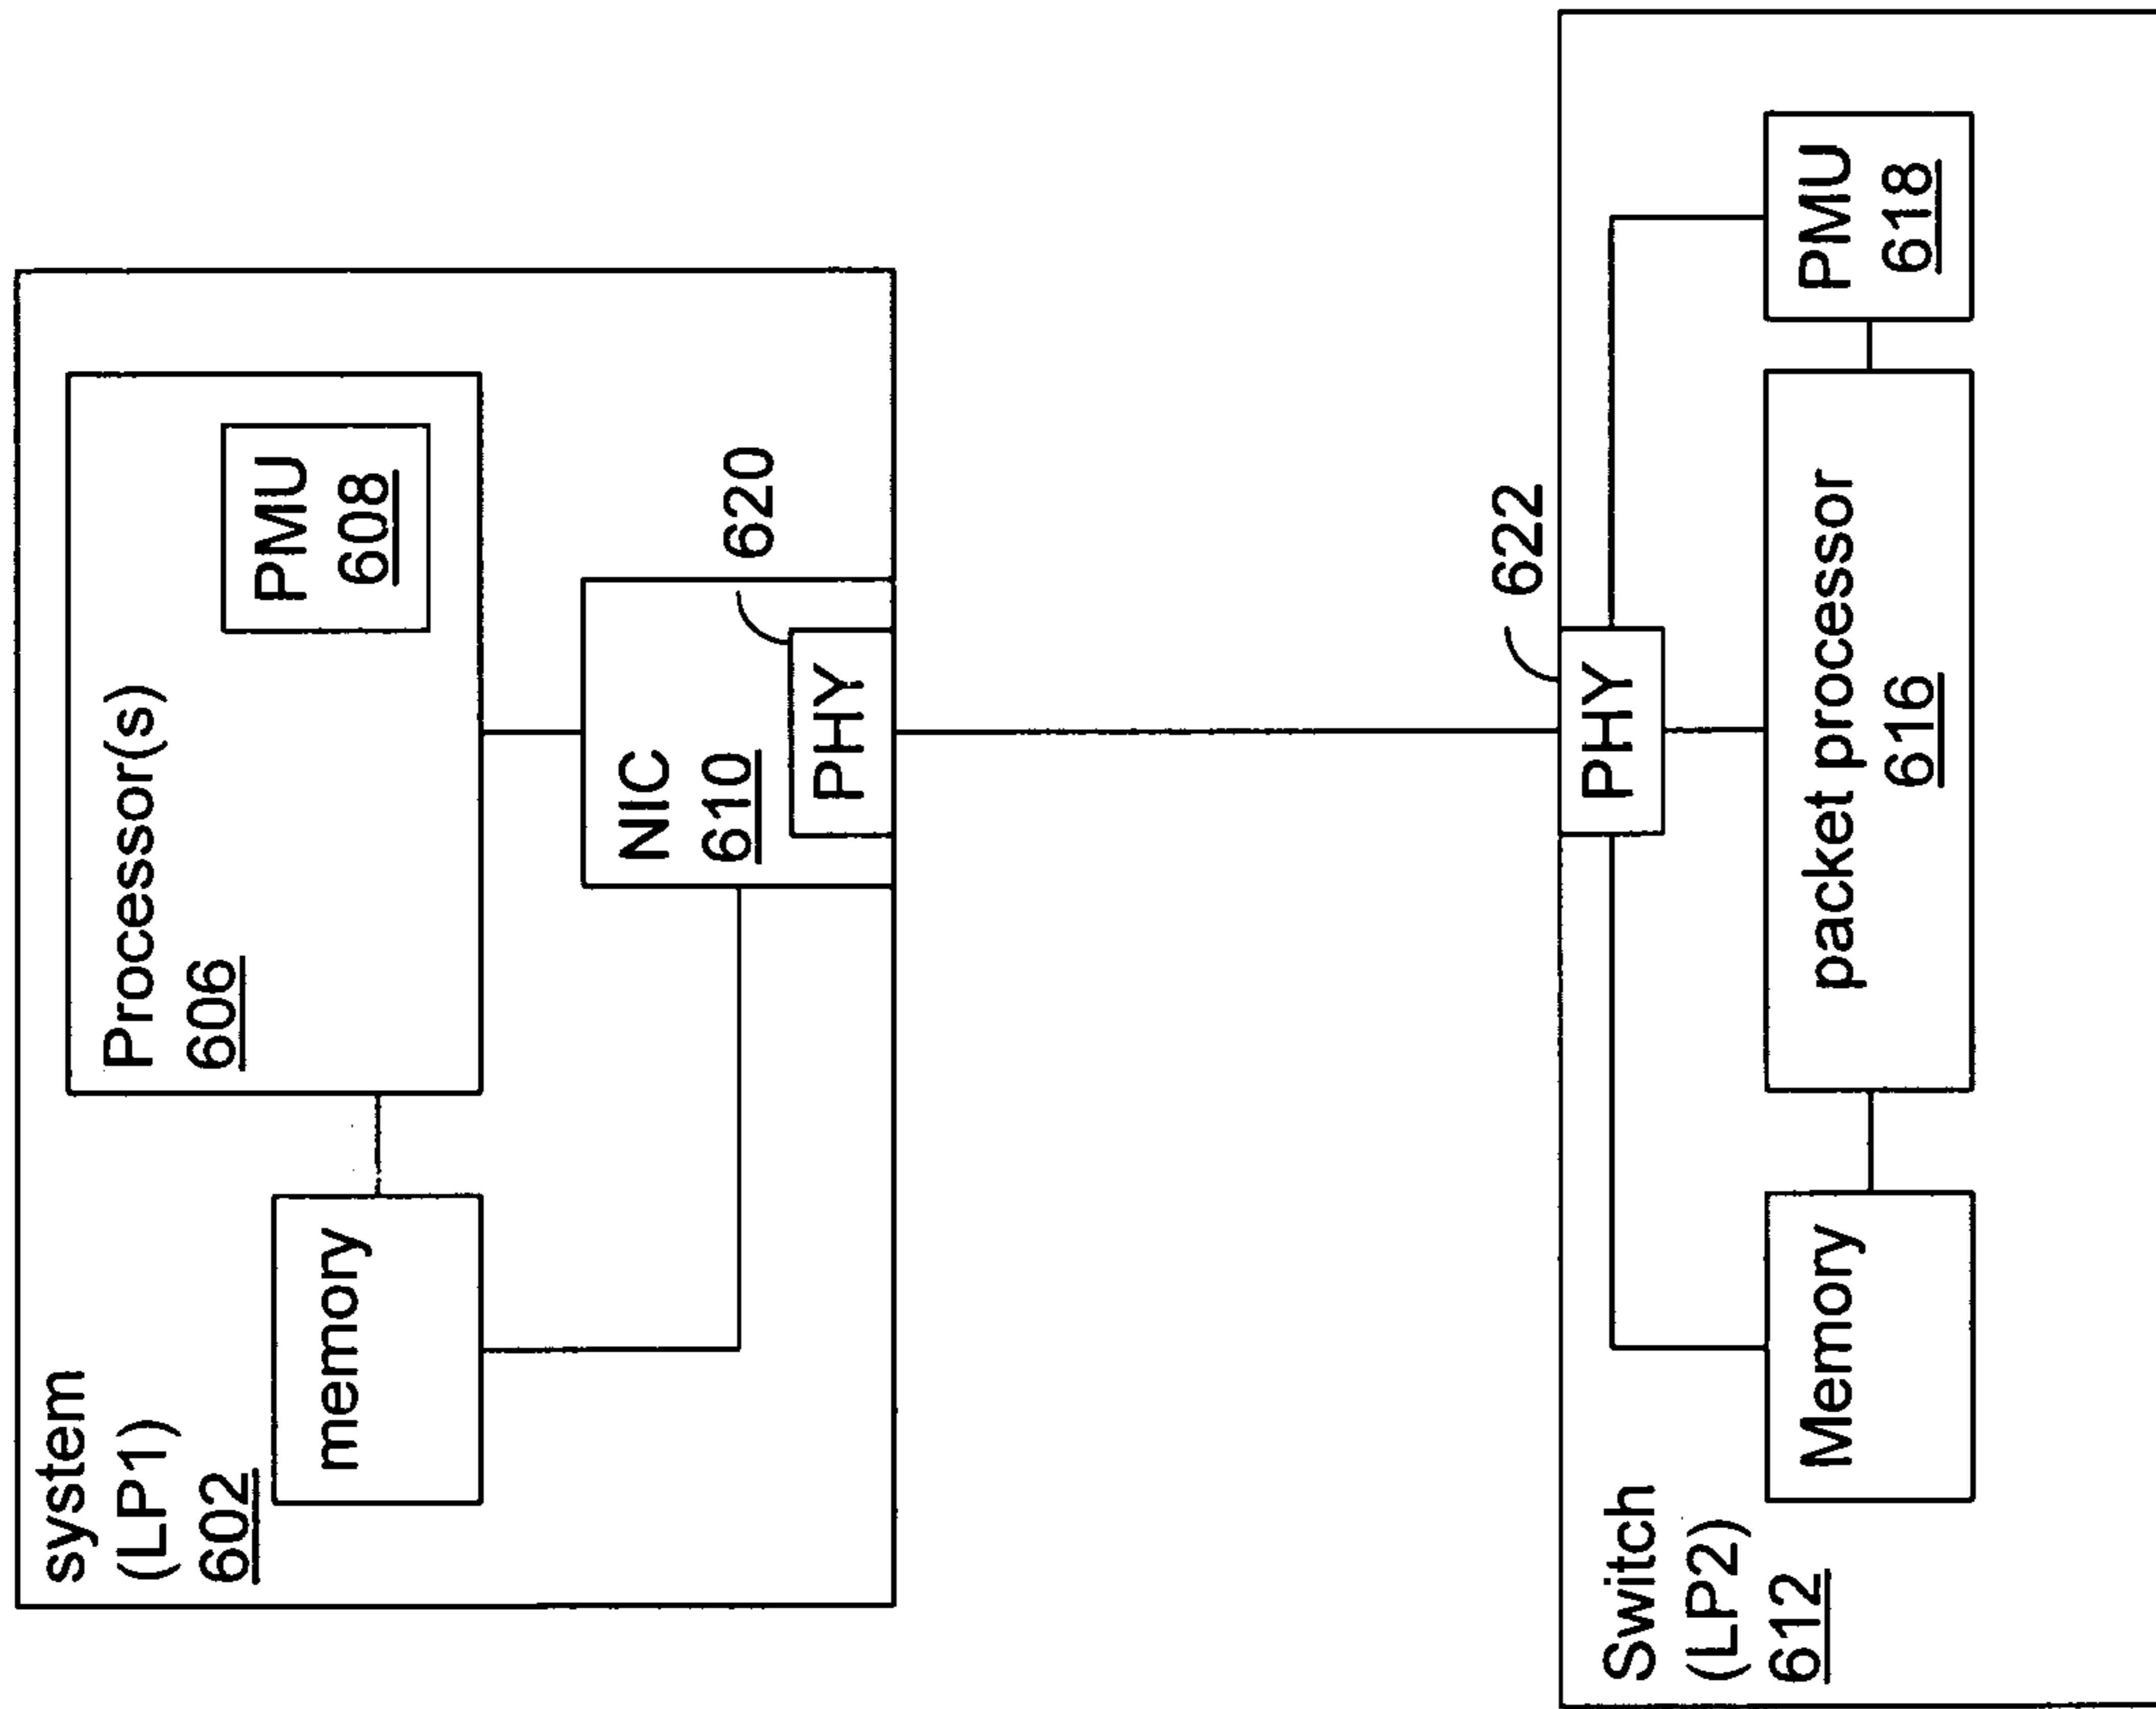 system
(LP1)
602
memory
Processor(s)
606
PMU
608
NIC
610
PHY
620
Switch
(LP2)
612
622
PHY
Memory
packet processor
616
PMU
618